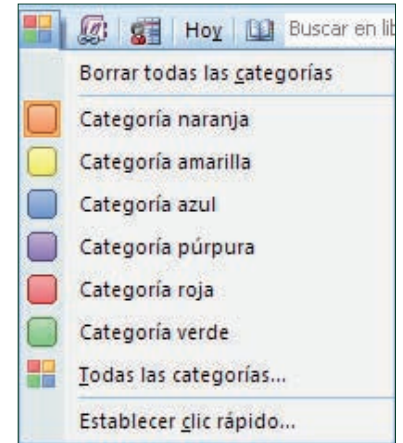 Hoy Buscar en lib
Borrar todas las categorías
Categoría naranja
Categoría amarilla
Categoría azul
Categoría púrpura
Categoría roja
Categoría verde
Todas las categorías...
Establecer clic rápido...